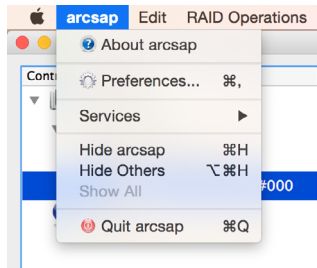 arcsap Edit RAID Operations
About arcsap
Preferences... ⌘,
Services ▶
Hide arcsap ⌘H
Hide Others ⌥⌘H
Show All
#000
Quit arcsap ⌘Q